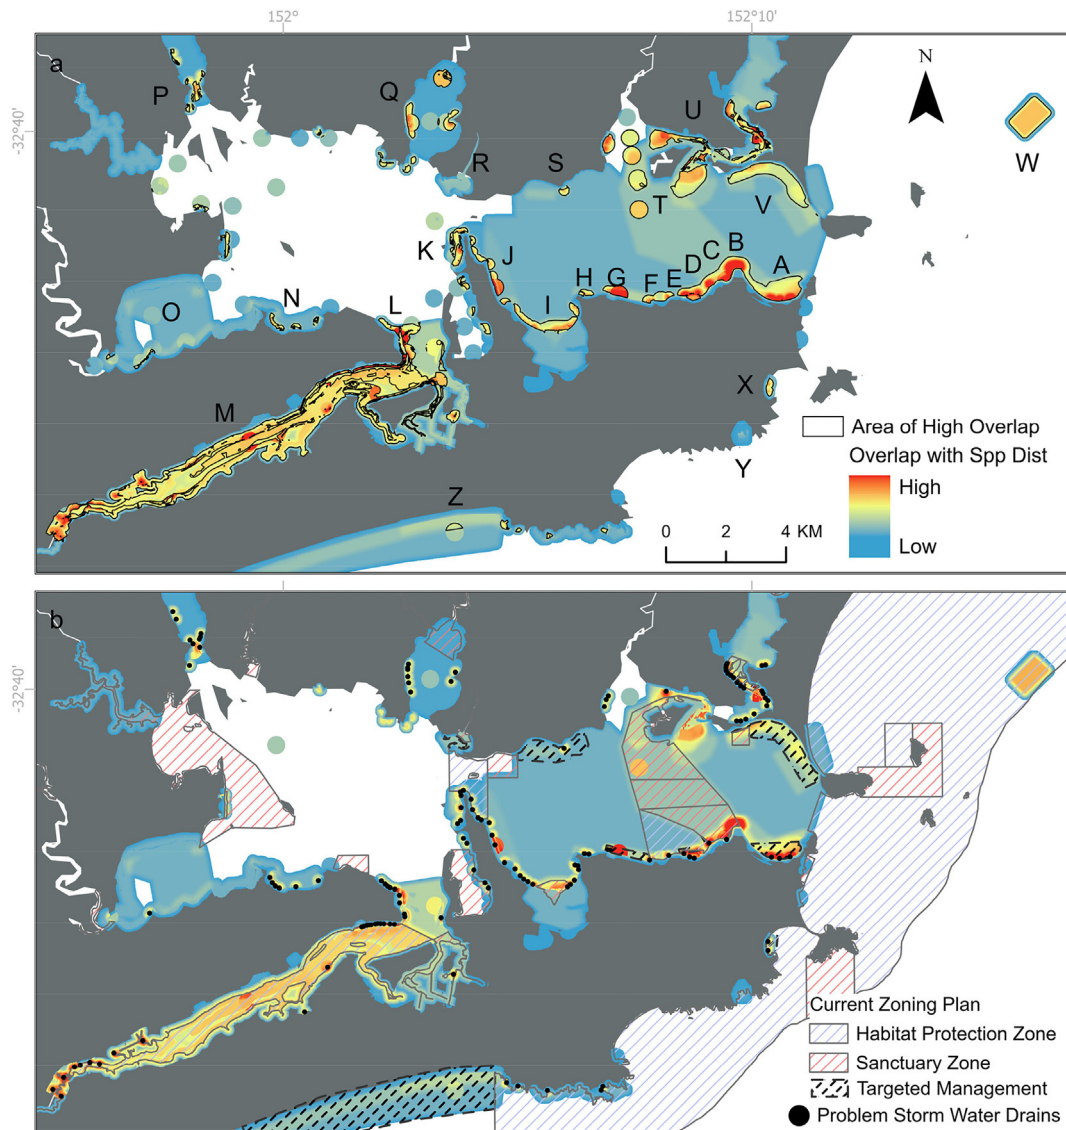 152°
152°10'
a
N
P
Q
U
-32°40'
W
R
S
T
V
K
J
B
C
D
A
H
G
F
E
I
O
N
L
X
M
Area of High Overlap
Overlap with Spp Dist
High
Y
Z
0 2 4 KM
Low
b
-32°40'
Current Zoning Plan
Habitat Protection Zone
Sanctuary Zone
Targeted Management
Problem Storm Water Drains